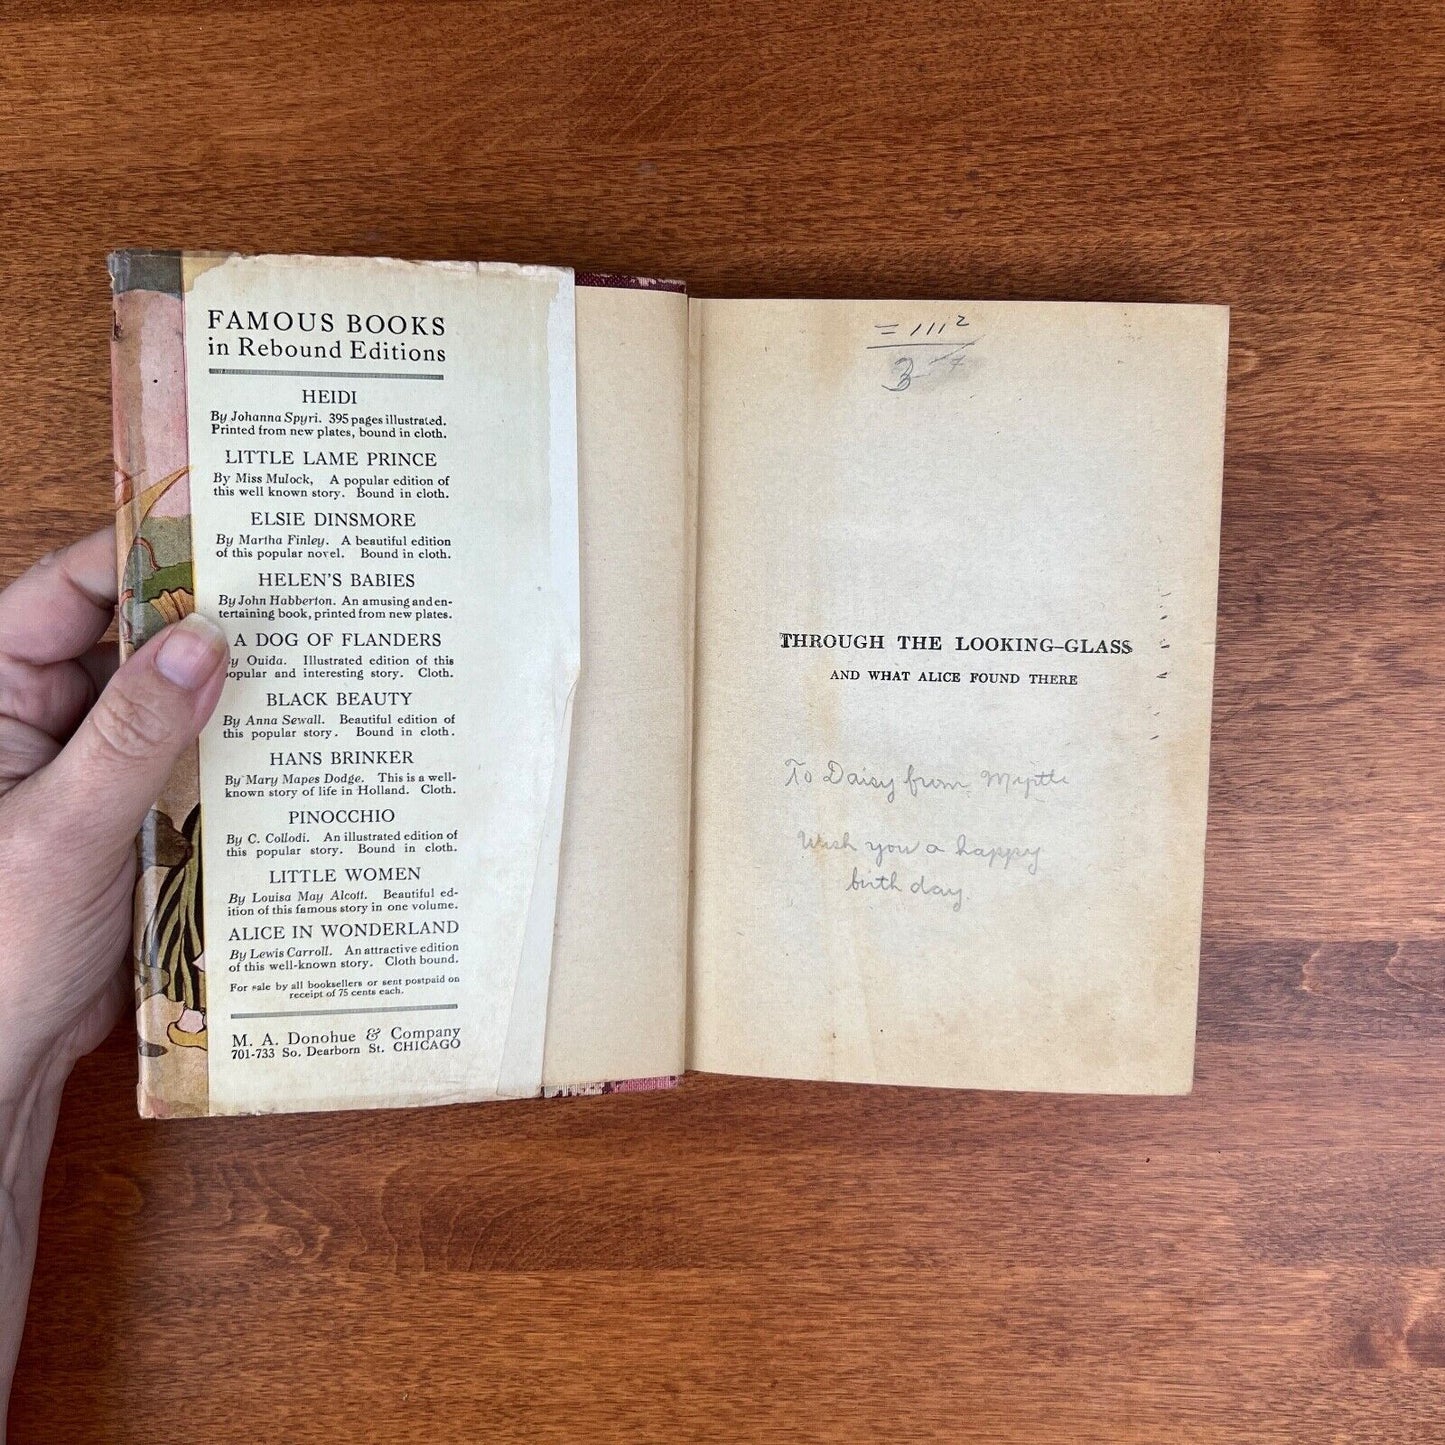 FAMOUS BOOKS
in Rebound Editions
HEIDI
By Johanna Spyri. 395 pages illustrated.
Printed from new plates, bound in cloth.
LITTLE LAME PRINCE
By Miss Mulock, A popular edition of
this well known story. Bound in cloth.
ELSIE DINSMORE
By Martha Finley. A beautiful edition
of this popular novel. Bound in cloth.
HELEN'S BABIES
By John Habberton. An amusing and en-
tertaining book, printed from new plates.
A DOG OF FLANDERS
By Ouida. Illustrated edition of this
popular and interesting story. Cloth.
BLACK BEAUTY
By Anna Sewall. Beautiful edition of
this popular story. Bound in cloth.
HANS BRINKER
By Mary Mapes Dodge. This is a well-
known story of life in Holland. Cloth.
PINOCCHIO
By C. Collodi. An illustrated edition of
this popular story. Bound in cloth.
LITTLE WOMEN
By Louisa May Alcott. Beautiful ed-
ition of this famous story in one volume.
ALICE IN WONDERLAND
By Lewis Carroll. An attractive edition
of this well-known story. Cloth bound.
For sale by all booksellers or sent postpaid on
receipt of 75 cents each.
M. A. Donohue & Company
701-733 So. Dearborn St. CHICAGO
THROUGH THE LOOKING-GLASS
AND WHAT ALICE FOUND THERE
To Daisy from Myrtle
Wish you a happy
birth day.